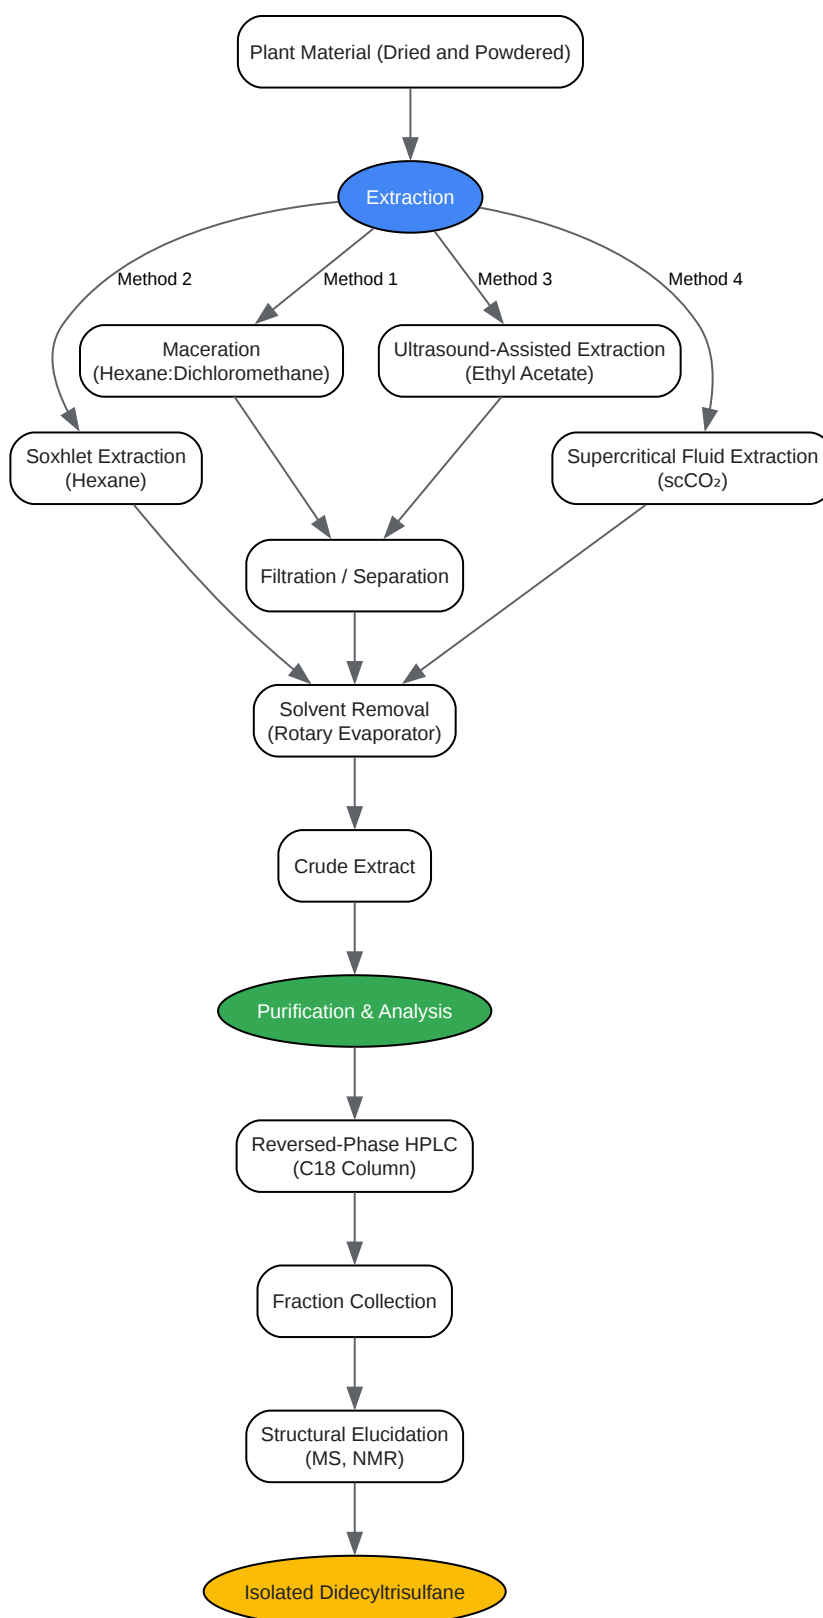 Plant Material (Dried and Powdered)
Extraction
Method 2
Method 1
Method 3
Method 4
Maceration
(Hexane:Dichloromethane)
Ultrasound-Assisted Extraction
(Ethyl Acetate)
Soxhlet Extraction
(Hexane)
Supercritical Fluid Extraction
(scCO₂)
Filtration / Separation
Solvent Removal
(Rotary Evaporator)
Crude Extract
Purification & Analysis
Reversed-Phase HPLC
(C18 Column)
Fraction Collection
Structural Elucidation
(MS, NMR)
Isolated Didecyltrisulfane